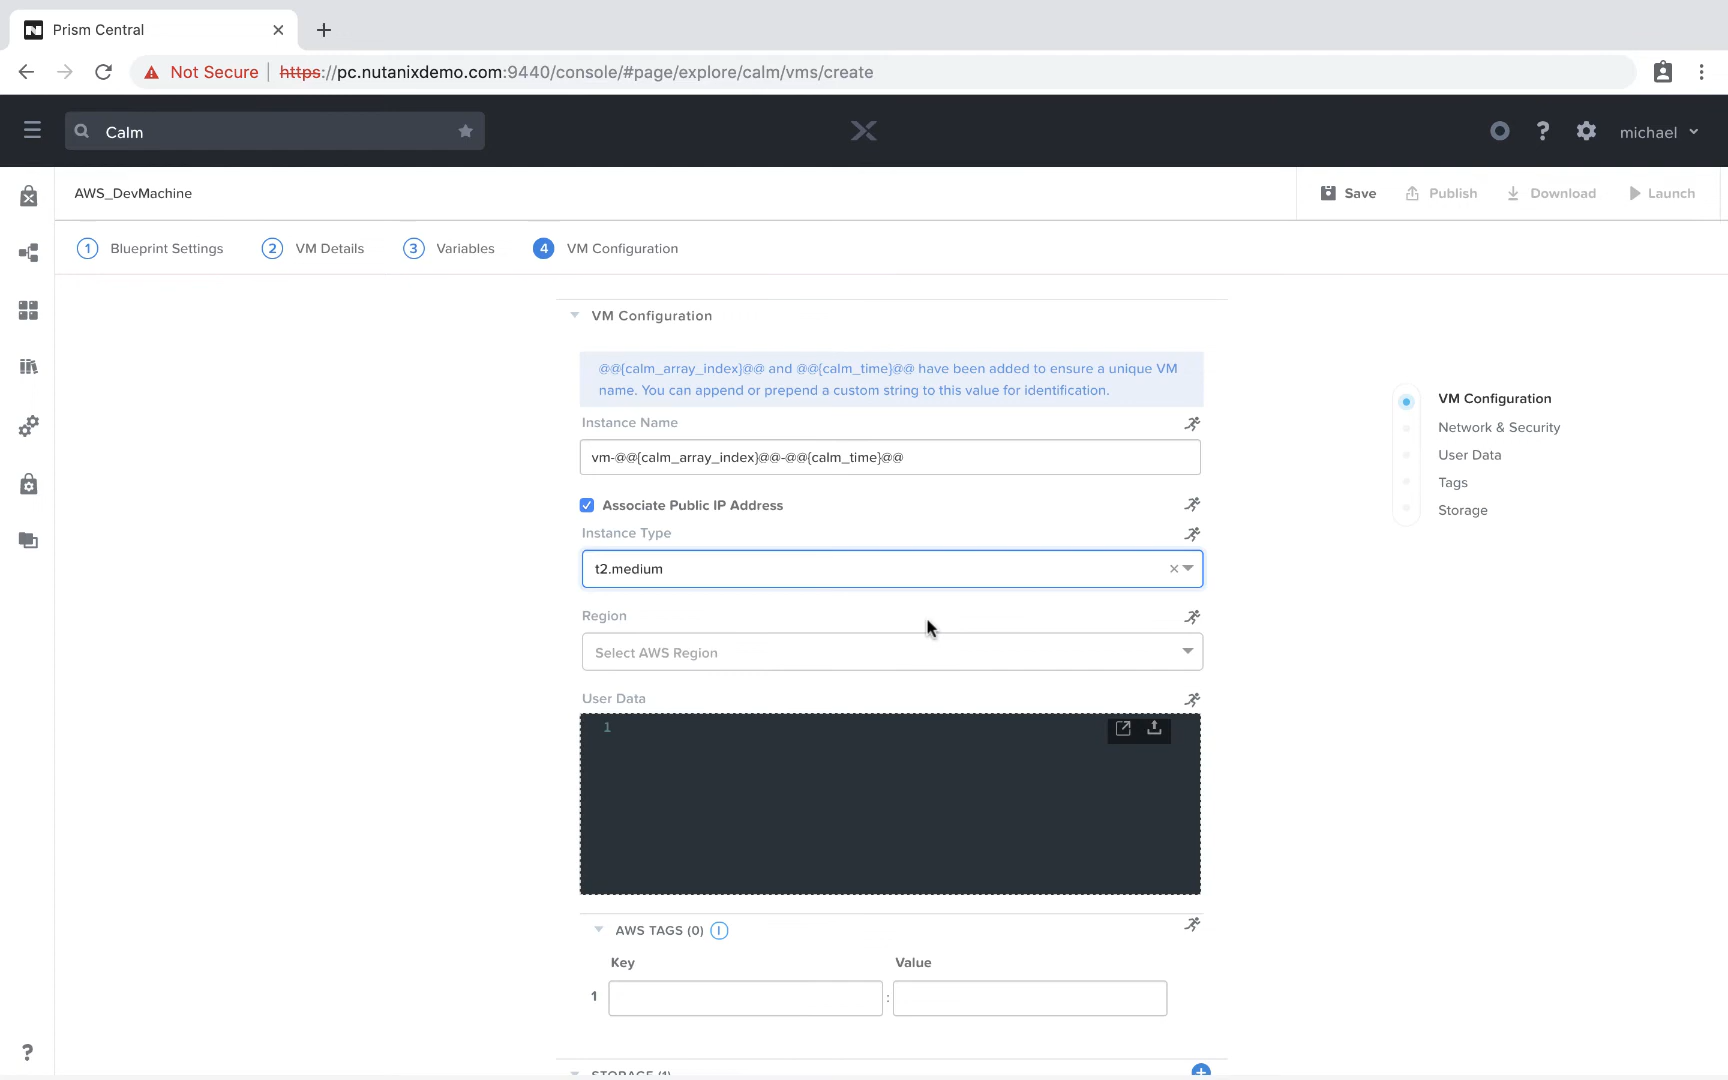 Prism Central
Not Secure | https://pc.nutanixdemo.com:9440/console/#page/explore/calm/vms/create
Calm
michael
AWS_DevMachine
Save
Publish
Download
Launch
1 Blueprint Settings
2 VM Details
3 Variables
4 VM Configuration
VM Configuration
@@{calm_array_index}@@ and @@{calm_time}@@ have been added to ensure a unique VM
name. You can append or prepend a custom string to this value for identification.
Instance Name
vm-@@{calm_array_index}@@-@@{calm_time}@@
Associate Public IP Address
Instance Type
t2.medium
Region
Select AWS Region
User Data
1
AWS TAGS (0)
Key Value
1 :
STORAGE (1)
VM Configuration
Network & Security
User Data
Tags
Storage